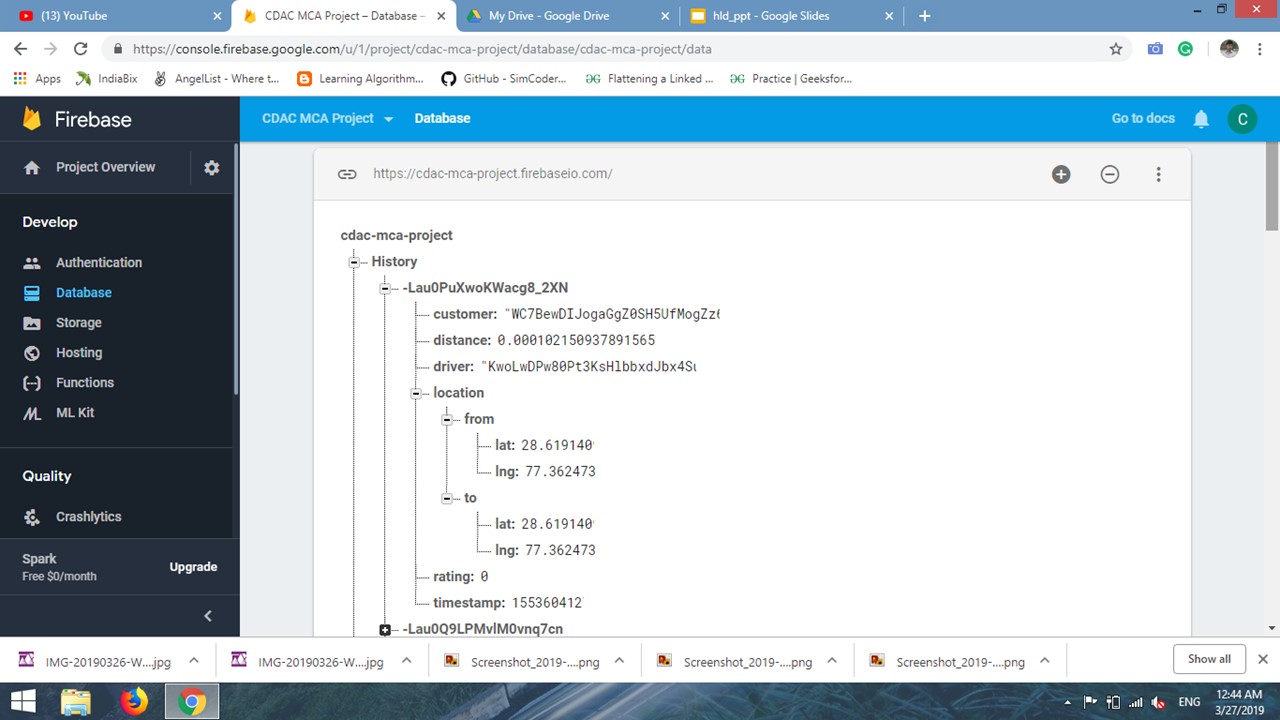 (13) YouTube
CDAC MCA Project – Database –
My Drive - Google Drive
hld_ppt - Google Slides
https://console.firebase.google.com/u/1/project/cdac-mca-project/database/cdac-mca-project/data
Apps
IndiaBix
AngelList - Where t...
Learning Algorithm...
GitHub - SimCoder...
Flattening a Linked ...
Practice | Geeksfor...
Firebase
CDAC MCA Project
Database
Go to docs
C
Project Overview
https://cdac-mca-project.firebaseio.com/
Develop
Authentication
Database
Storage
Hosting
Functions
ML Kit
Quality
Crashlytics
Spark
Free $0/month
Upgrade
cdac-mca-project
History
-Lau0PuXwoKWacg8_2XN
customer: "WC7BewDIJogaGgZ0SH5UfMogZz6
distance: 0.000102150937891565
driver: "KwoLwDPw80Pt3KsHlbbxdJbx4Su
location
from
lat: 28.619140
lng: 77.362473
to
lat: 28.619140
lng: 77.362473
rating: 0
timestamp: 155360412
-Lau0Q9LPMvlM0vnq7cn
IMG-20190326-W....jpg
IMG-20190326-W....jpg
Screenshot_2019-....png
Screenshot_2019-....png
Screenshot_2019-....png
Show all
ENG
12:44 AM
3/27/2019